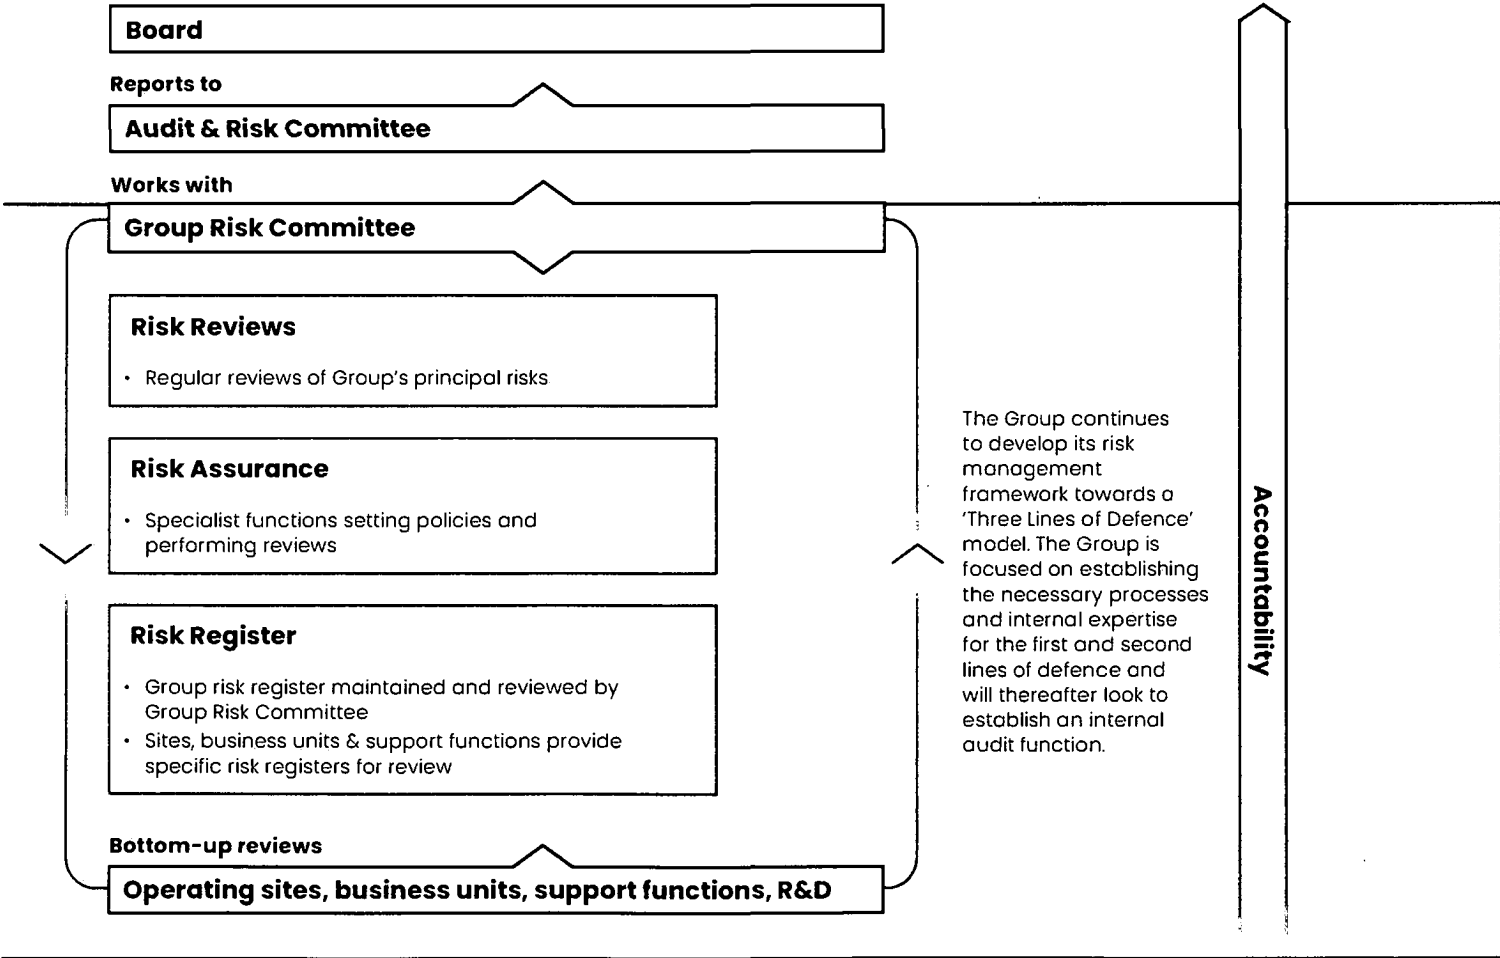 Board
Reports to
Audit & Risk Committee
Works with
Group Risk Committee
Risk Reviews
• Regular reviews of Group's principal risks
Risk Assurance
• Specialist functions setting policies and
performing reviews
Risk Register
• Group risk register maintained and reviewed by
Group Risk Committee
• Sites, business units & support functions provide
specific risk registers for review
Bottom-up reviews
Operating sites, business units, support functions, R&D
The Group continues
to develop its risk
management
framework towards a
'Three Lines of Defence'
model. The Group is
focused on establishing
the necessary processes
and internal expertise
for the first and second
lines of defence and
will thereafter look to
establish an internal
audit function.
Accountability